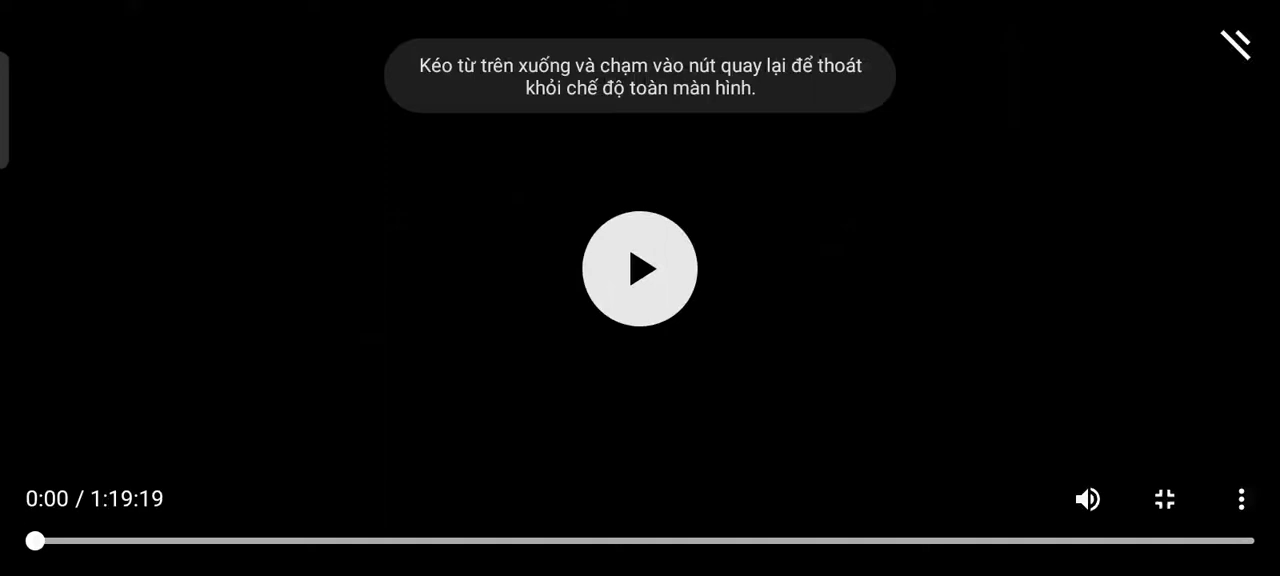 Kéo từ trên xuống và chạm vào nút quay lại để thoát
khỏi chế độ toàn màn hình.
0:00 / 1:19:19